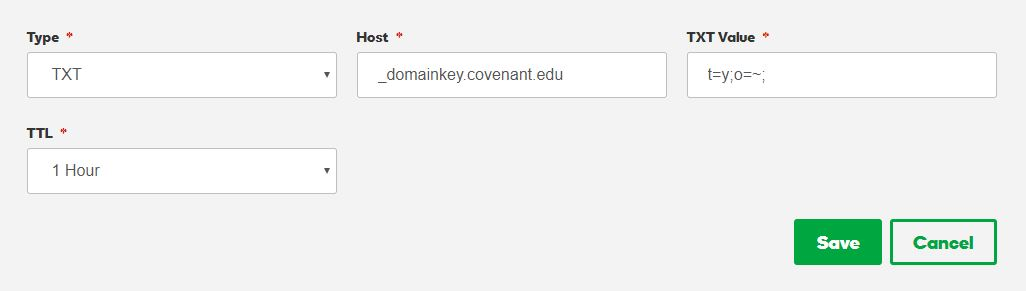 Type * Host * TXT Value *
TXT _domainkey.covenant.edu t=y;o=~;
TTL *
1 Hour
Save Cancel